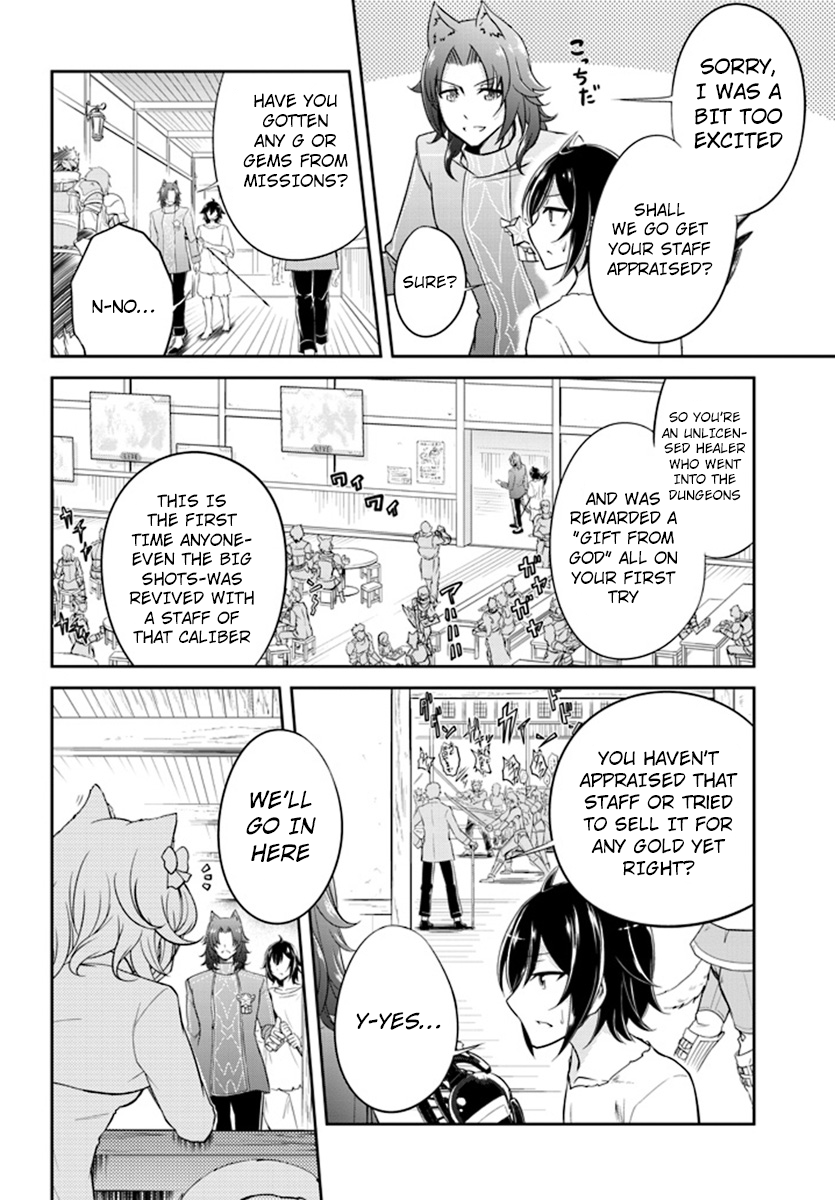 SORRY,
I WAS A
BIT TOO
EXCITED
SHALL
WE GO GET
YOUR STAFF
APPRAISED?
こっちだ
SURE?
HAVE YOU
GOTTEN
ANY G OR
GEMS FROM
MISSIONS?
N-NO...
SO YOU'RE
AN UNLICEN-
SED HEALER
WHO WENT
INTO THE
DUNGEONS
AND WAS
REWARDED A
"GIFT FROM
GOD" ALL ON
YOUR FIRST
TRY
ワイワイ
THIS IS
THE FIRST
TIME ANYONE-
EVEN THE BIG
SHOTS-WAS
REVIVED WITH
A STAFF OF
THAT CALIBER
YOU HAVEN'T
APPRAISED THAT
STAFF OR TRIED
TO SELL IT FOR
ANY GOLD YET
RIGHT?
Y-YES...
WE'LL
GO IN
HERE